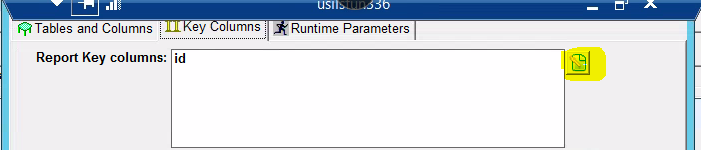 usilstun336
Tables and Columns Key Columns Runtime Parameters
Report Key columns: id